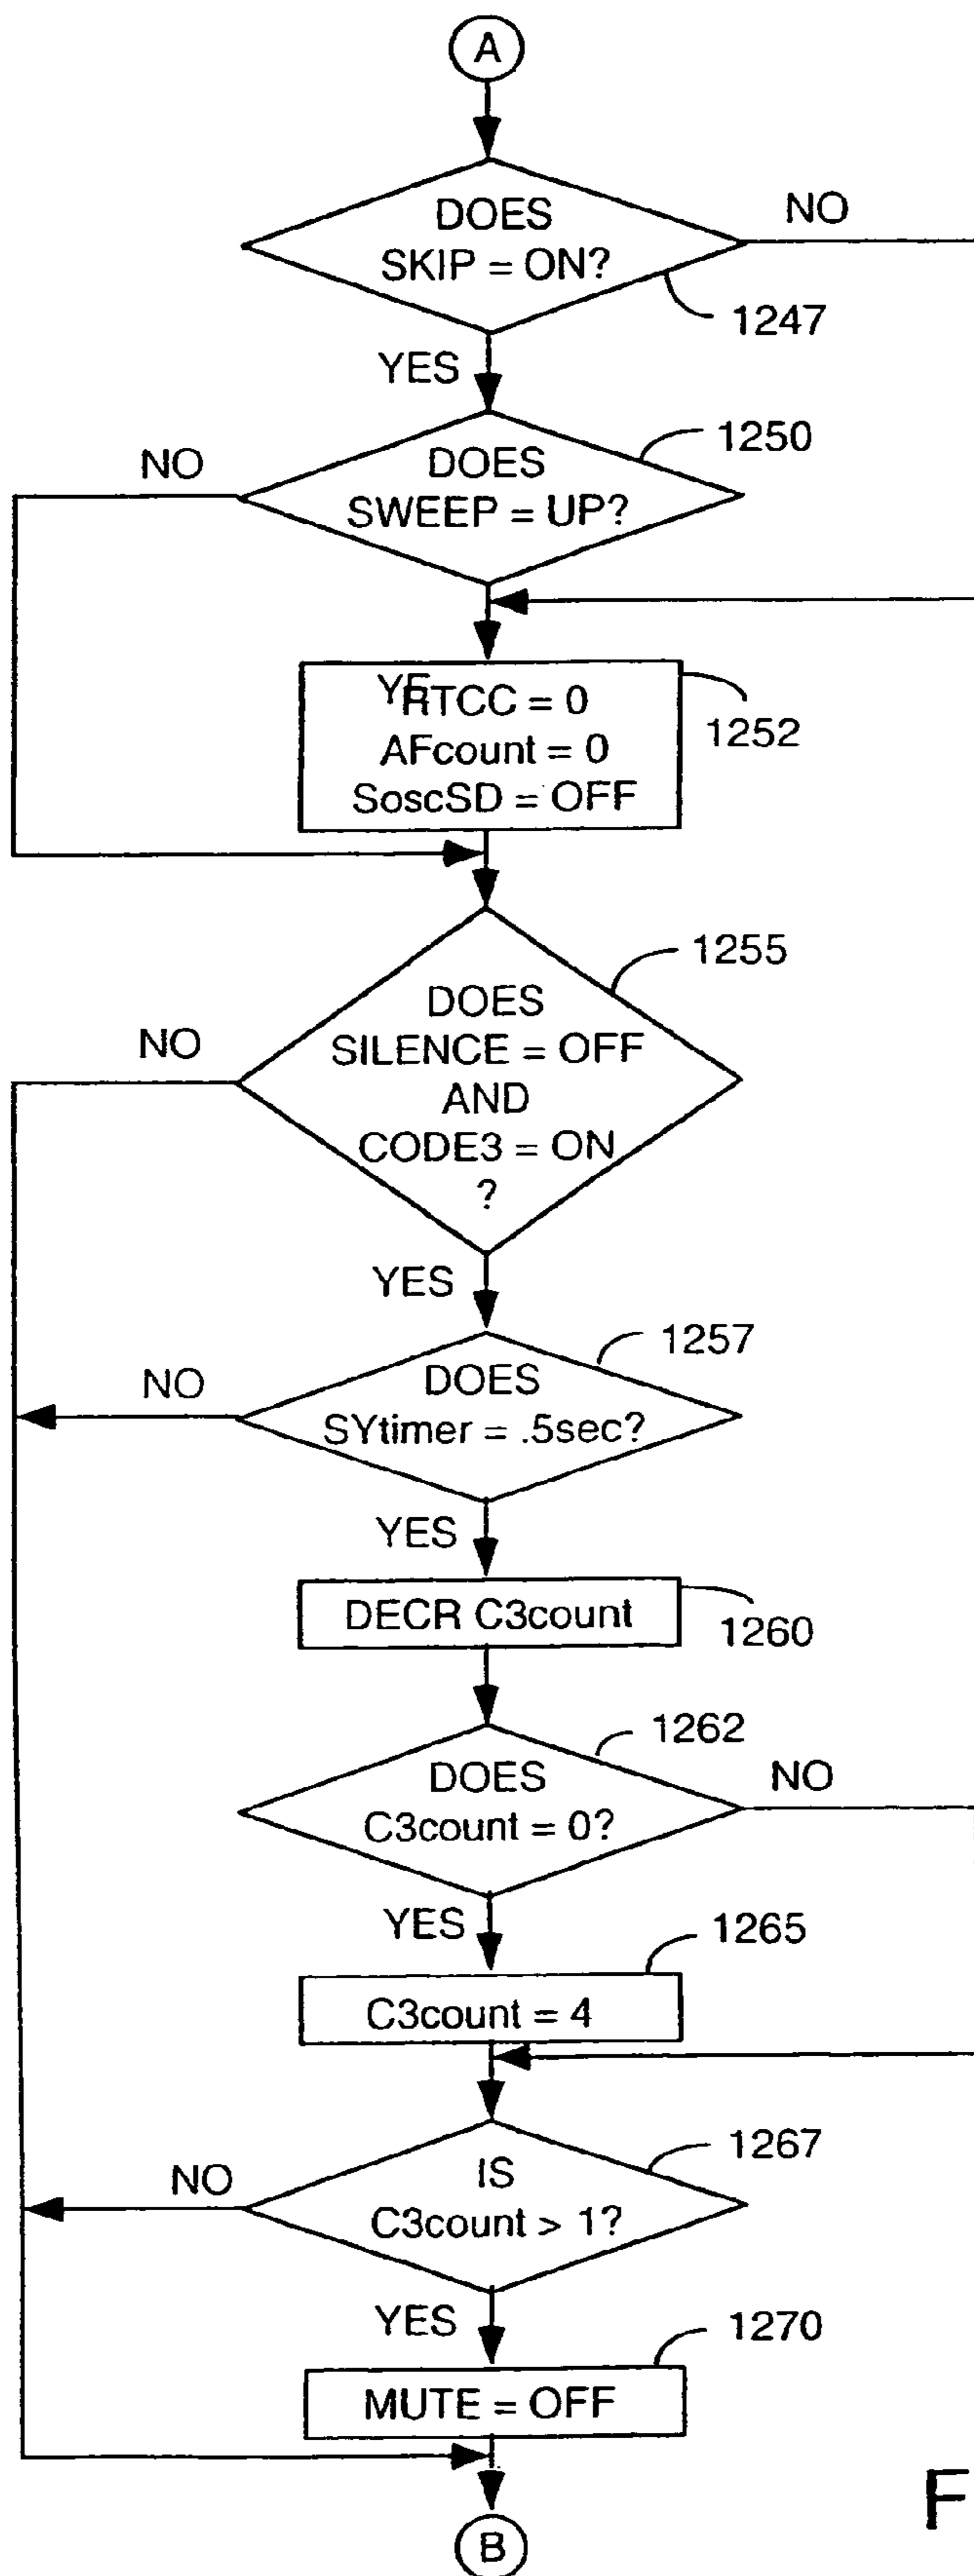 A
DOES
SKIP = ON?
NO
1247
YES
1250
NO
DOES
SWEEP = UP?
YE
RTCC = 0
1252
AFcount = 0
SoscSD = OFF
1255
DOES
NO
SILENCE = OFF
AND
CODE3 = ON
?
YES
1257
NO
DOES
SYtimer = .5sec?
YES
DECR C3count
1260
1262
DOES
NO
C3count = 0?
YES
1265
C3count = 4
1267
NO
IS
C3count > 1?
YES
1270
MUTE = OFF
F
B